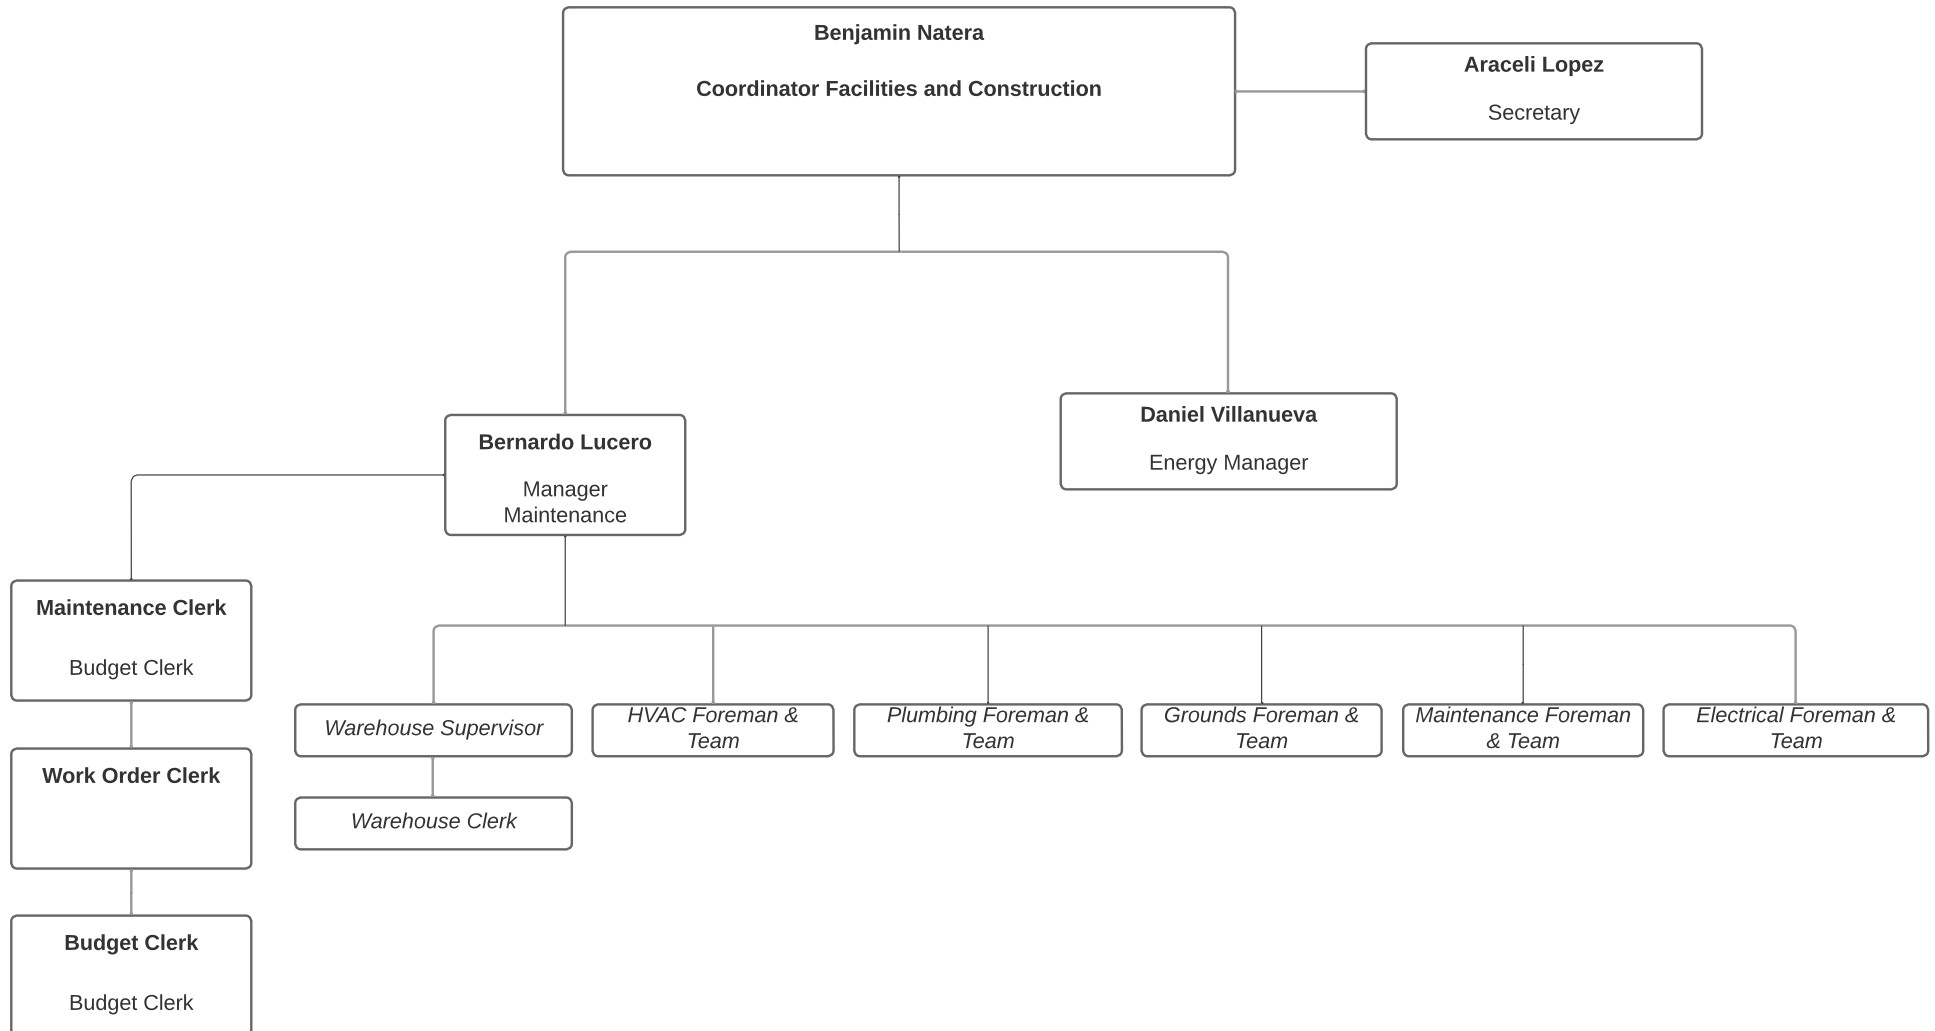 Benjamin Natera
Coordinator Facilities and Construction
Araceli Lopez
Secretary
Bernardo Lucero
Manager
Maintenance
Daniel Villanueva
Energy Manager
Maintenance Clerk
Budget Clerk
Work Order Clerk
Budget Clerk
Budget Clerk
Warehouse Supervisor
Warehouse Clerk
HVAC Foreman &
Team
Plumbing Foreman &
Team
Grounds Foreman &
Team
Maintenance Foreman
& Team
Electrical Foreman &
Team